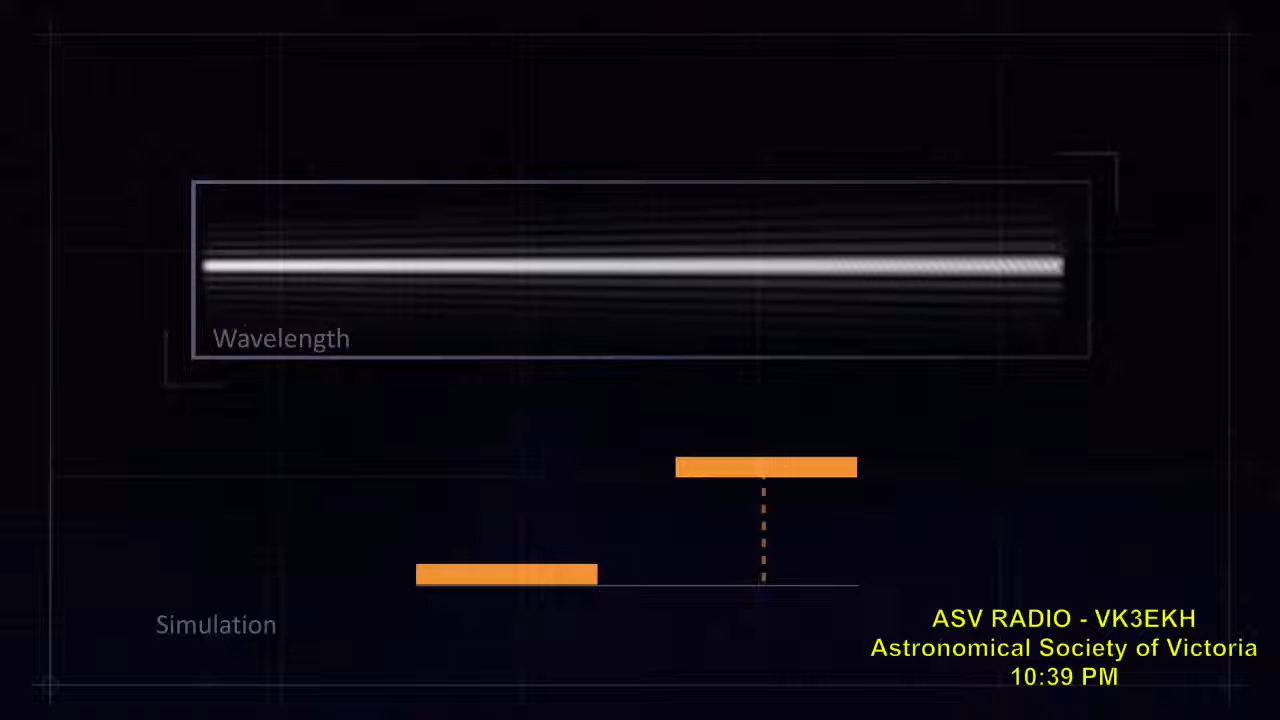 Wavelength
Simulation
ASV RADIO - VK3EKH
Astronomical Society of Victoria
10:39 PM